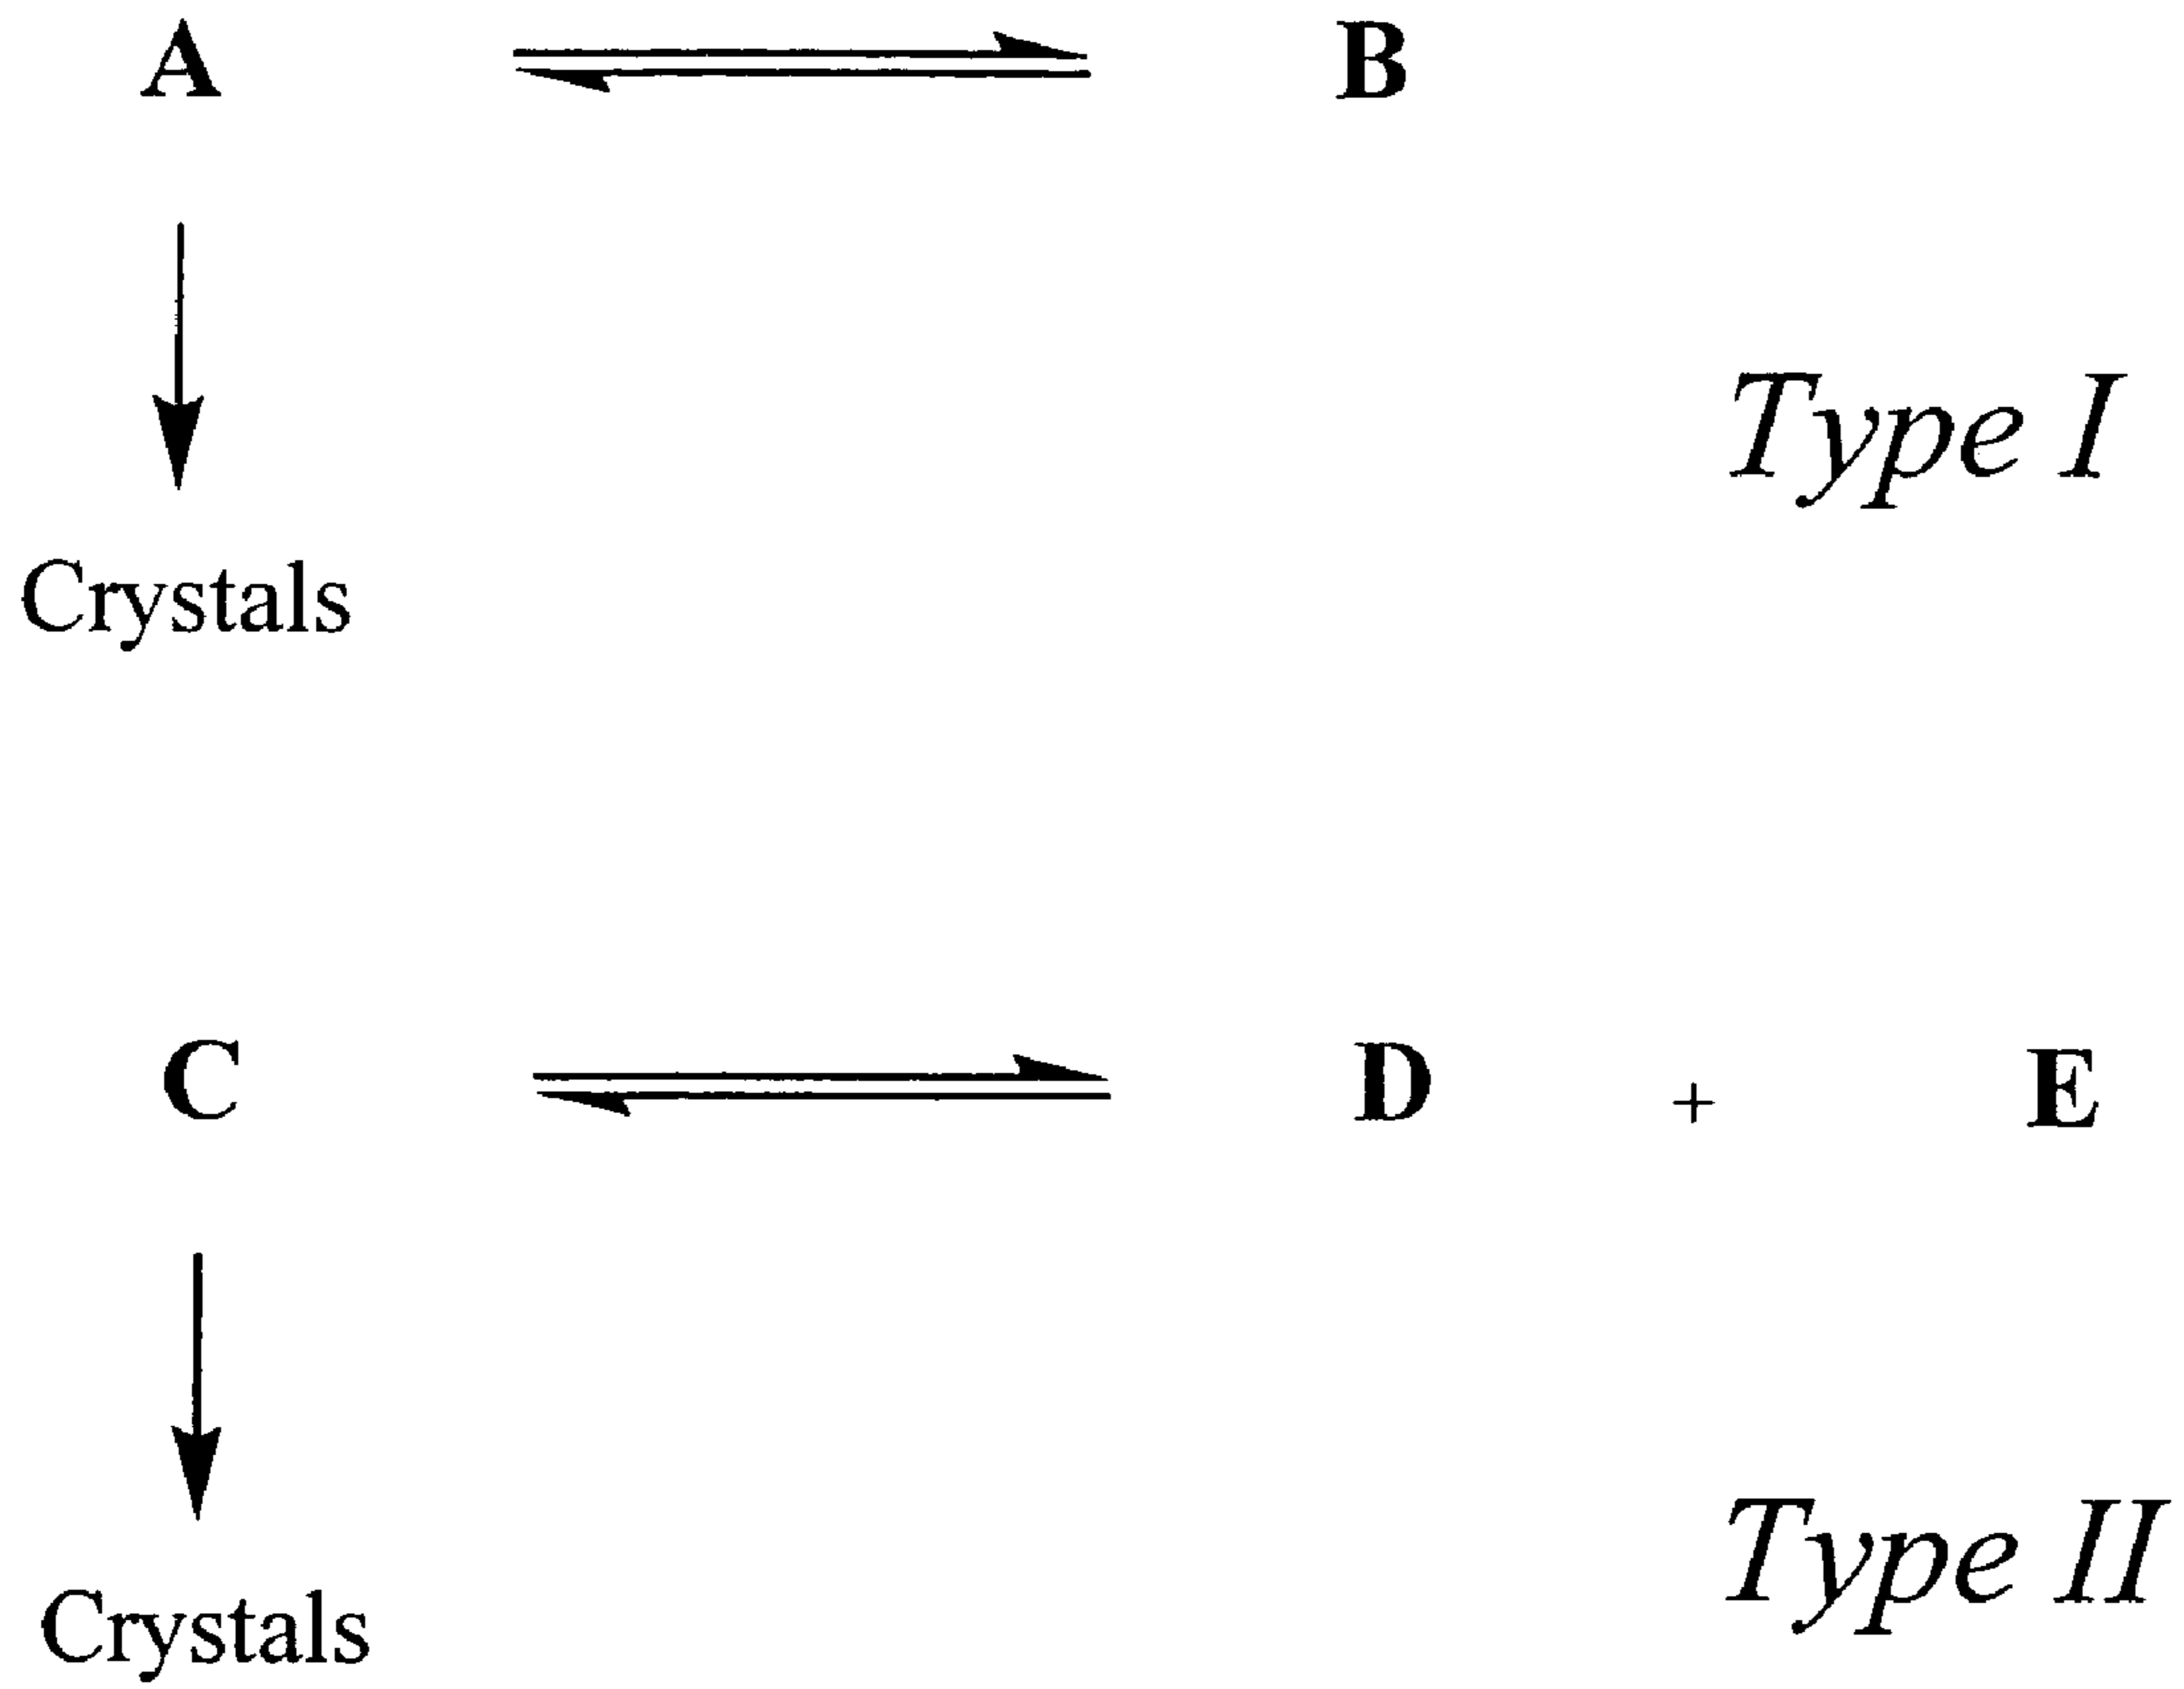 A ⇌ B
Type I
Crystals
C ⇌ D + E
Type II
Crystals